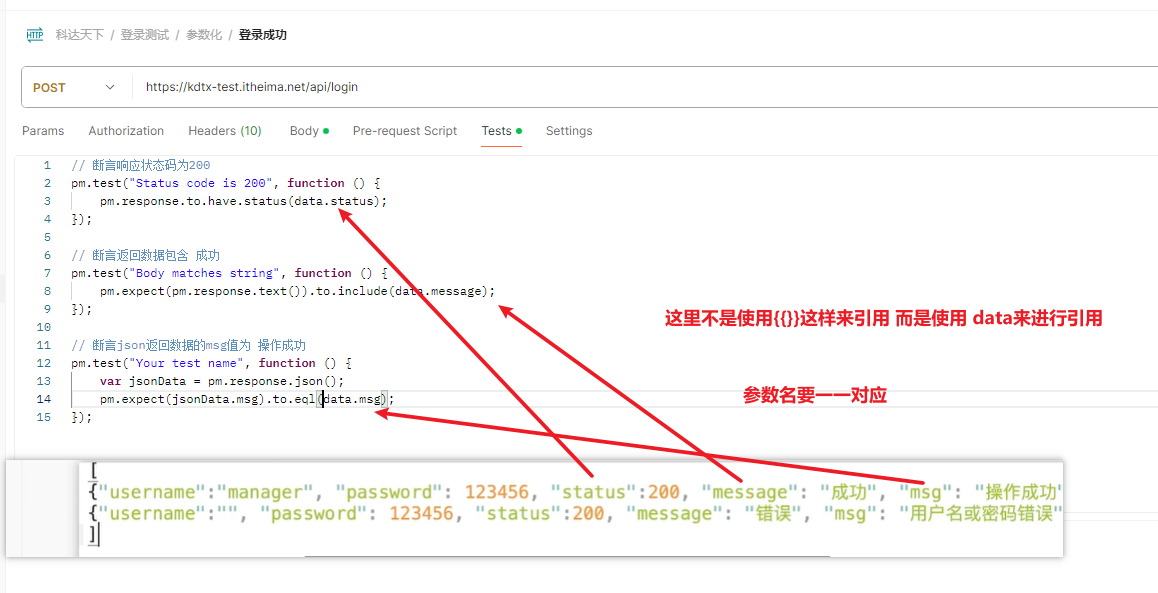 HTTP 科达天下 / 登录测试 / 参数化 / 登录成功
POST https://kdtx-test.itheima.net/api/login
Params Authorization Headers (10) Body Pre-request Script Tests Settings
1 // 断言响应状态码为200
2 pm.test("Status code is 200", function () {
3 pm.response.to.have.status(data.status);
4 });
5
6 // 断言返回数据包含 成功
7 pm.test("Body matches string", function () {
8 pm.expect(pm.response.text()).to.include(data.message);
9 });
10
11 // 断言json返回数据的msg值为 操作成功
12 pm.test("Your test name", function () {
13 var jsonData = pm.response.json();
14 pm.expect(jsonData.msg).to.eql(data.msg);
15 });
这里不是使用{{}}这样来引用 而是使用 data来进行引用
参数名要一一对应
[
{"username":"manager", "password": 123456, "status":200, "message": "成功", "msg": "操作成功"
{"username":"", "password": 123456, "status":200, "message": "错误", "msg": "用户名或密码错误"
]